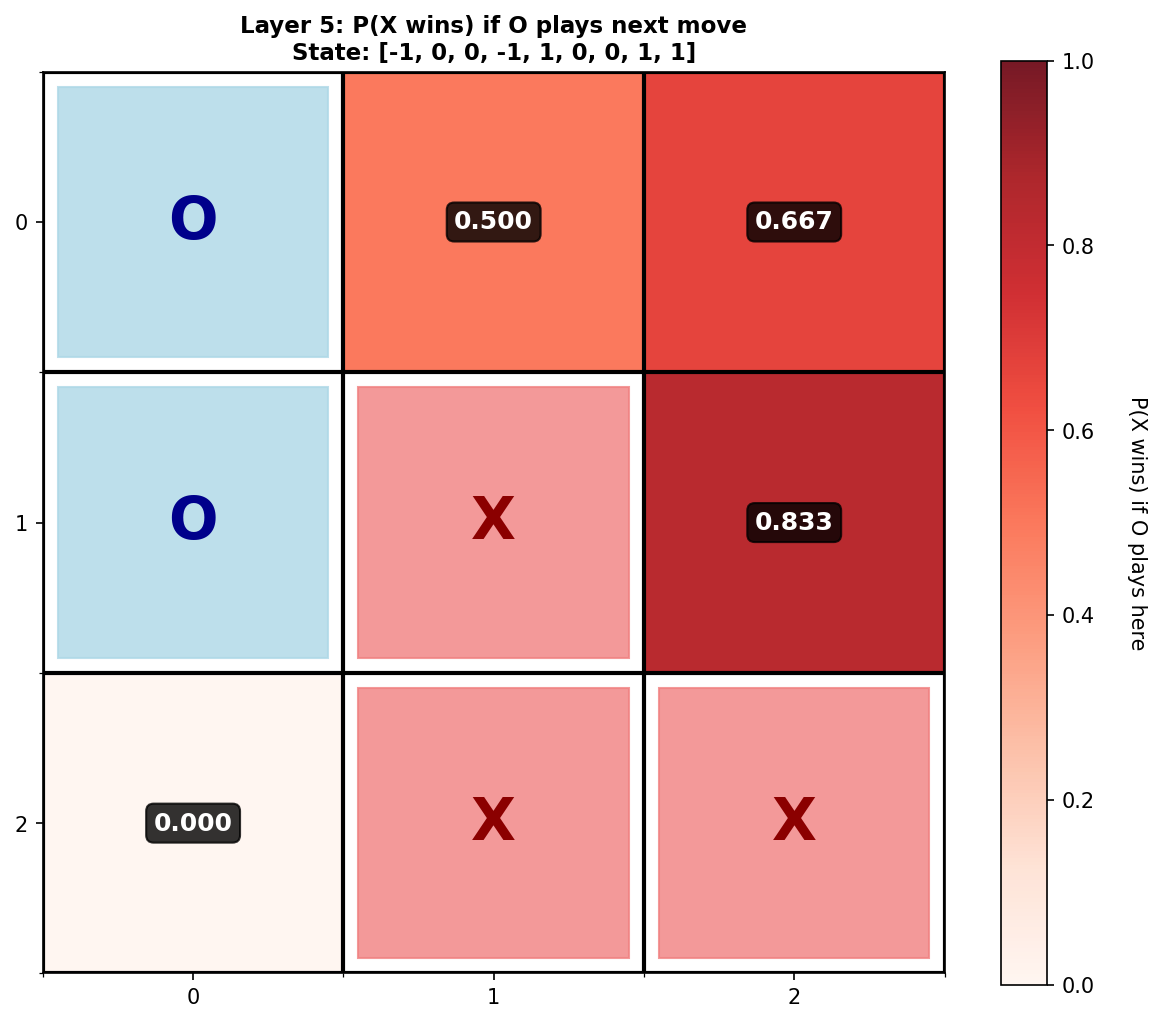 Layer 5: P(X wins) if O plays next move
State: [-1, 0, 0, -1, 1, 0, 0, 1, 1]
1.0
0
O
0.500
0.667
0.8
0.6
P(X wins) if O plays here
1
O
X
0.833
0.4
0.2
2
0.000
X
X
0.0
0
1
2